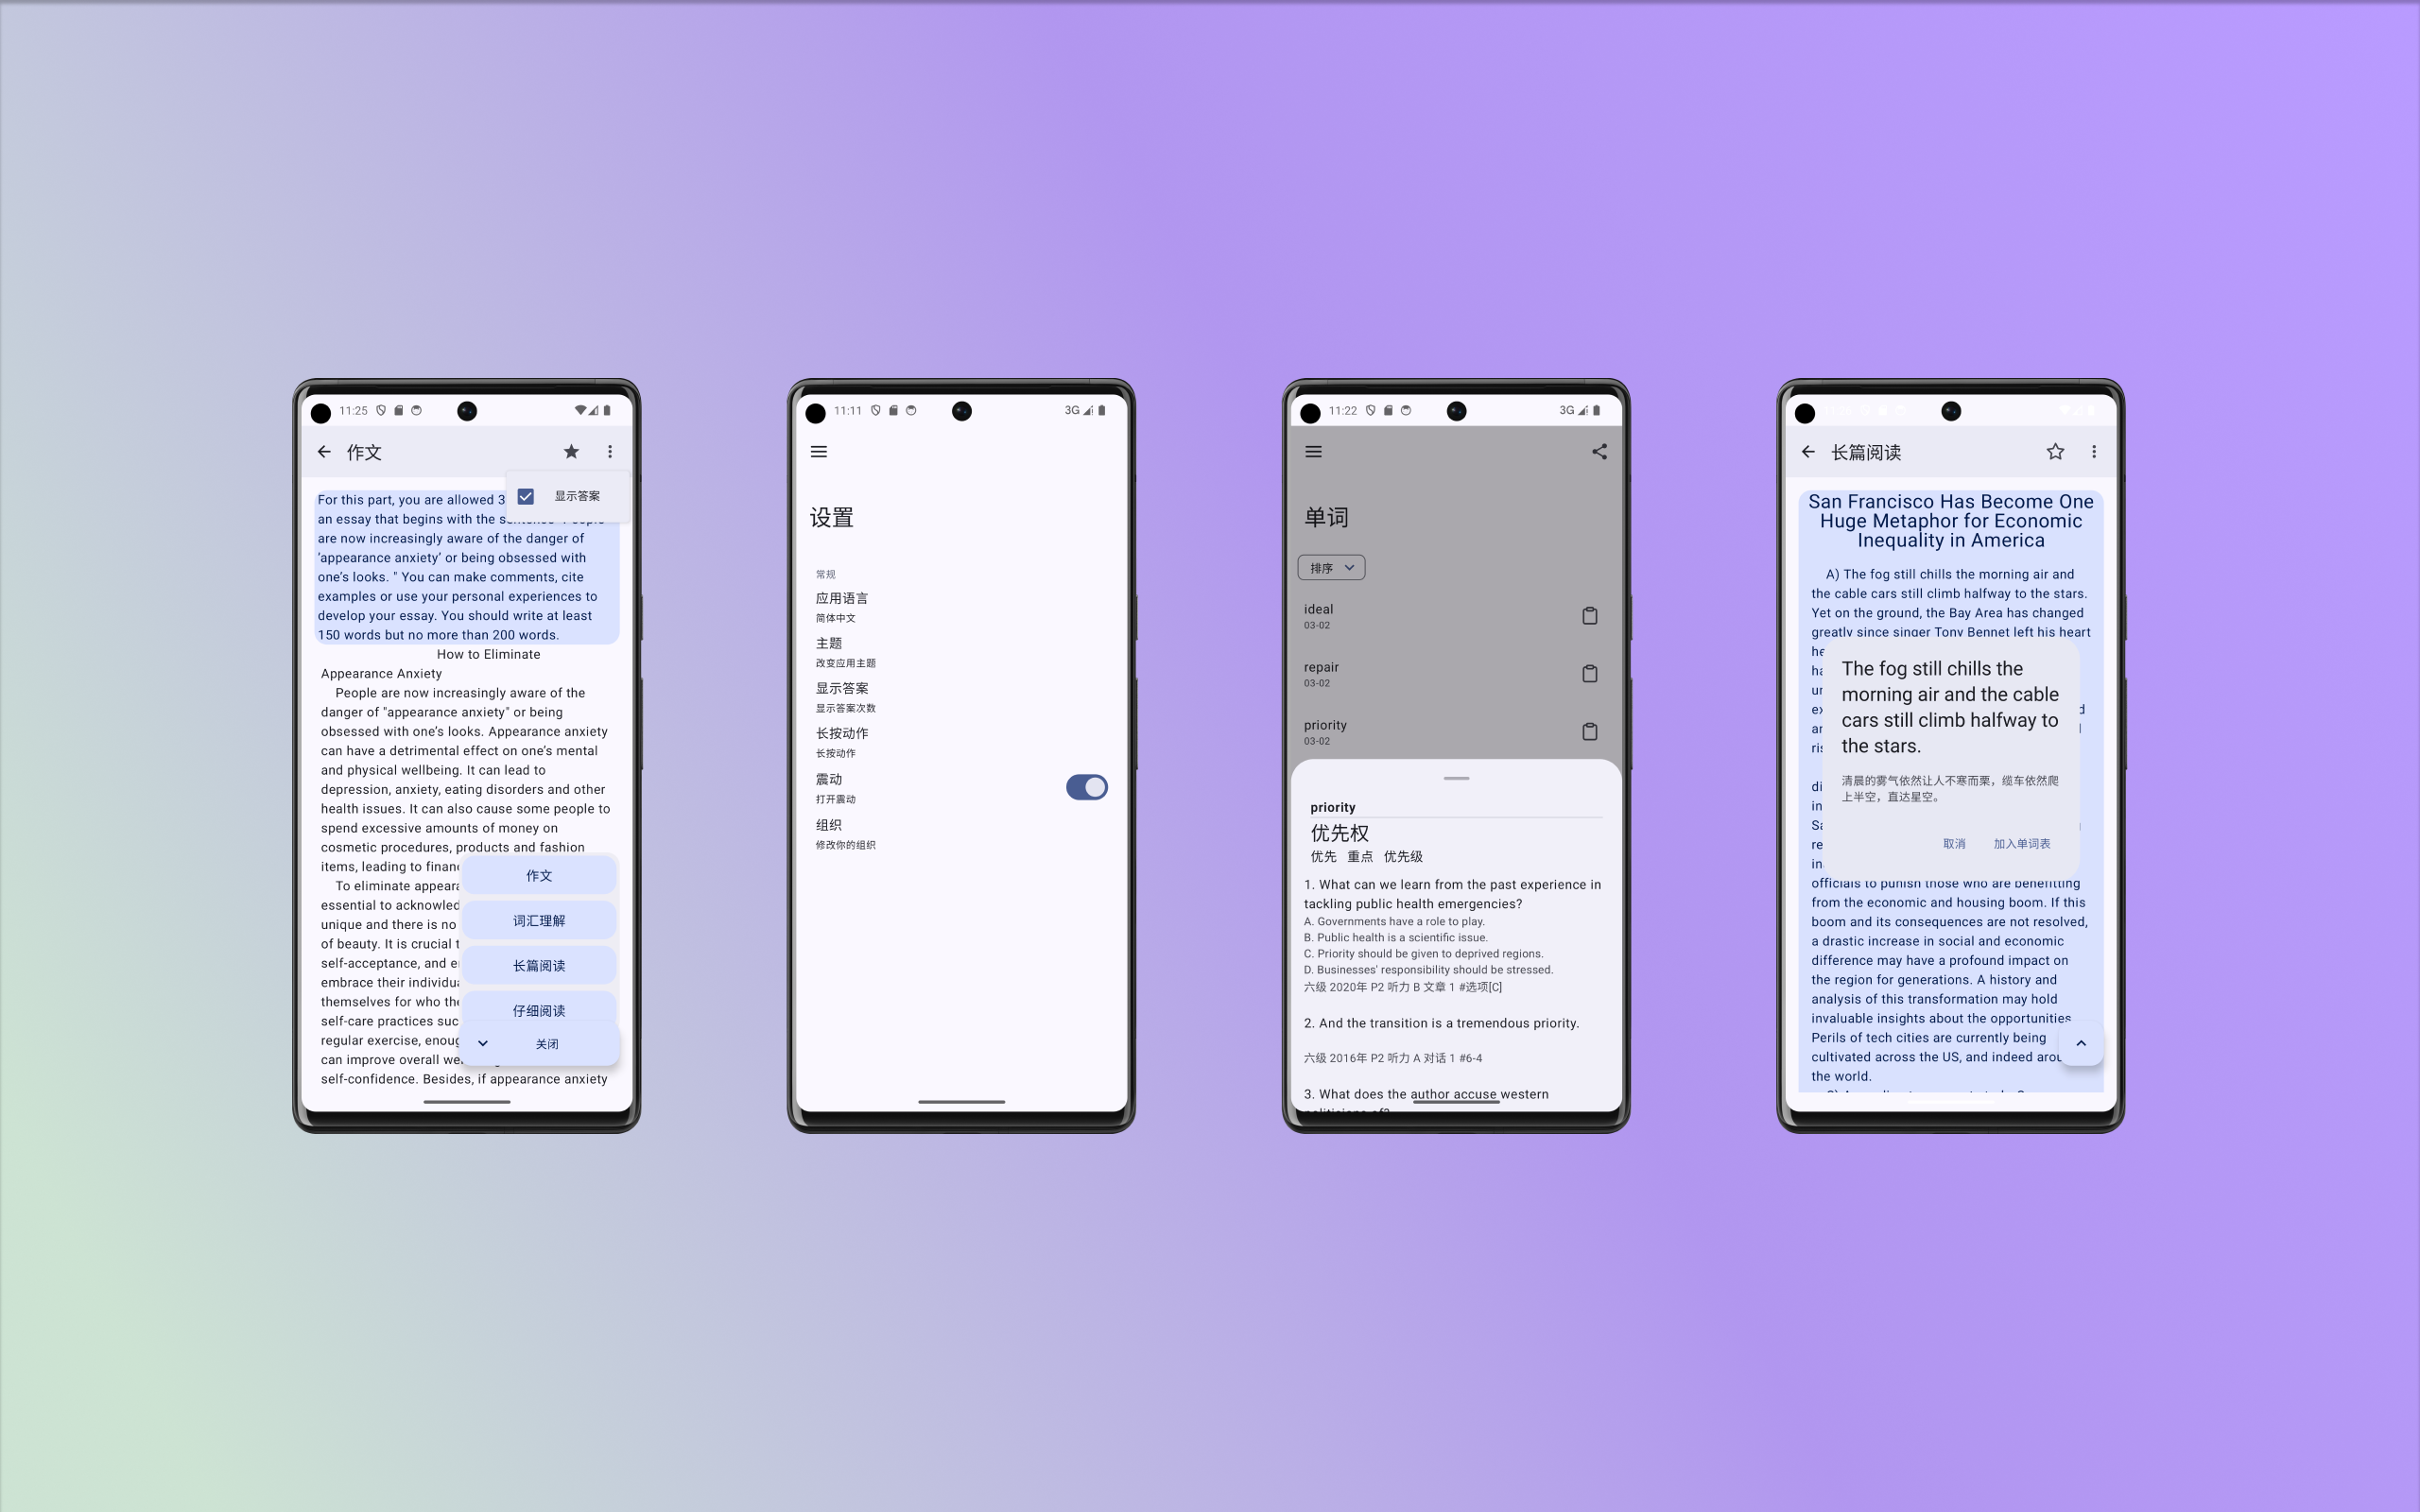 11:25
作文
显示答案
For this part, you are allowed 3
an essay that begins with the sentence "People
are now increasingly aware of the danger of
'appearance anxiety' or being obsessed with
one's looks. " You can make comments, cite
examples or use your personal experiences to
develop your essay. You should write at least
150 words but no more than 200 words.
How to Eliminate
Appearance Anxiety
People are now increasingly aware of the
danger of "appearance anxiety" or being
obsessed with one's looks. Appearance anxiety
can have a detrimental effect on one's mental
and physical wellbeing. It can lead to
depression, anxiety, eating disorders and other
health issues. It can also cause some people to
spend excessive amounts of money on
cosmetic procedures, products and fashion
items, leading to financ
To eliminate appeara
essential to acknowled
unique and there is no
of beauty. It is crucial t
self-acceptance, and e
embrace their individua
themselves for who the
self-care practices suc
regular exercise, enoug
can improve overall we
self-confidence. Besides, if appearance anxiety
作文
词汇理解
长篇阅读
仔细阅读
关闭
11:11
3G
设置
常规
应用语言
简体中文
主题
改变应用主题
显示答案
显示答案次数
长按动作
长按动作
震动
打开震动
组织
修改你的组织
11:22
3G
单词
排序
ideal
03-02
repair
03-02
priority
03-02
priority
优先权
优先 重点 优先级
1. What can we learn from the past experience in
tackling public health emergencies?
A. Governments have a role to play.
B. Public health is a scientific issue.
C. Priority should be given to deprived regions.
D. Businesses' responsibility should be stressed.
六级 2020年 P2 听力 B 文章 1 #选项[C]
2. And the transition is a tremendous priority.
六级 2016年 P2 听力 A 对话 1 #6-4
3. What does the author accuse western
politicians of?
长篇阅读
San Francisco Has Become One
Huge Metaphor for Economic
Inequality in America
A) The fog still chills the morning air and
the cable cars still climb halfway to the stars.
Yet on the ground, the Bay Area has changed
greatly since singer Tony Bennet left his heart
he
ha
ur
ex
d
ar
ris
di
in
Sa
re
in
The fog still chills the
morning air and the cable
cars still climb halfway to
the stars.
清晨的雾气依然让人不寒而栗，缆车依然爬
上半空，直达星空。
取消
加入单词表
officials to punish those who are benefitting
from the economic and housing boom. If this
boom and its consequences are not resolved,
a drastic increase in social and economic
difference may have a profound impact on
the region for generations. A history and
analysis of this transformation may hold
invaluable insights about the opportunities
Perils of tech cities are currently being
cultivated across the US, and indeed arou
the world.